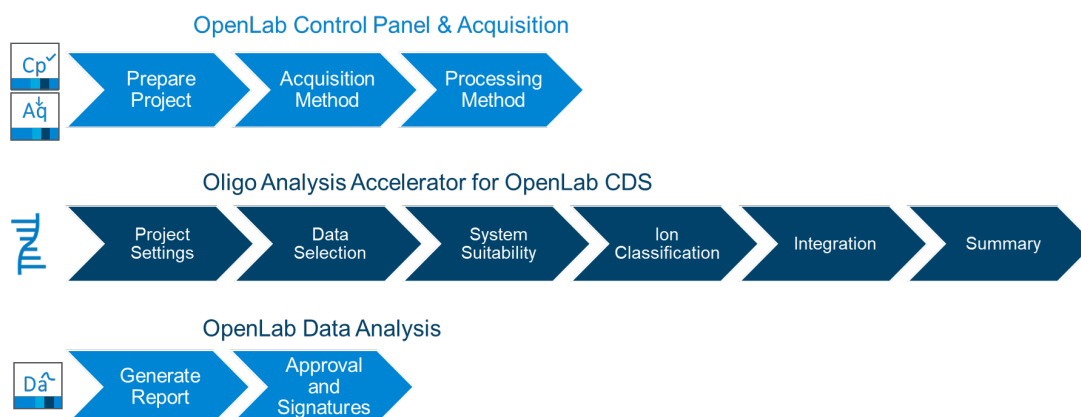 OpenLab Control Panel & Acquisition
Cp
Aq
Prepare
Project
Acquisition
Method
Processing
Method
Oligo Analysis Accelerator for OpenLab CDS
Project
Settings
Data
Selection
System
Suitability
Ion
Classification
Integration
Summary
OpenLab Data Analysis
Da
Generate
Report
Approval
and
Signatures